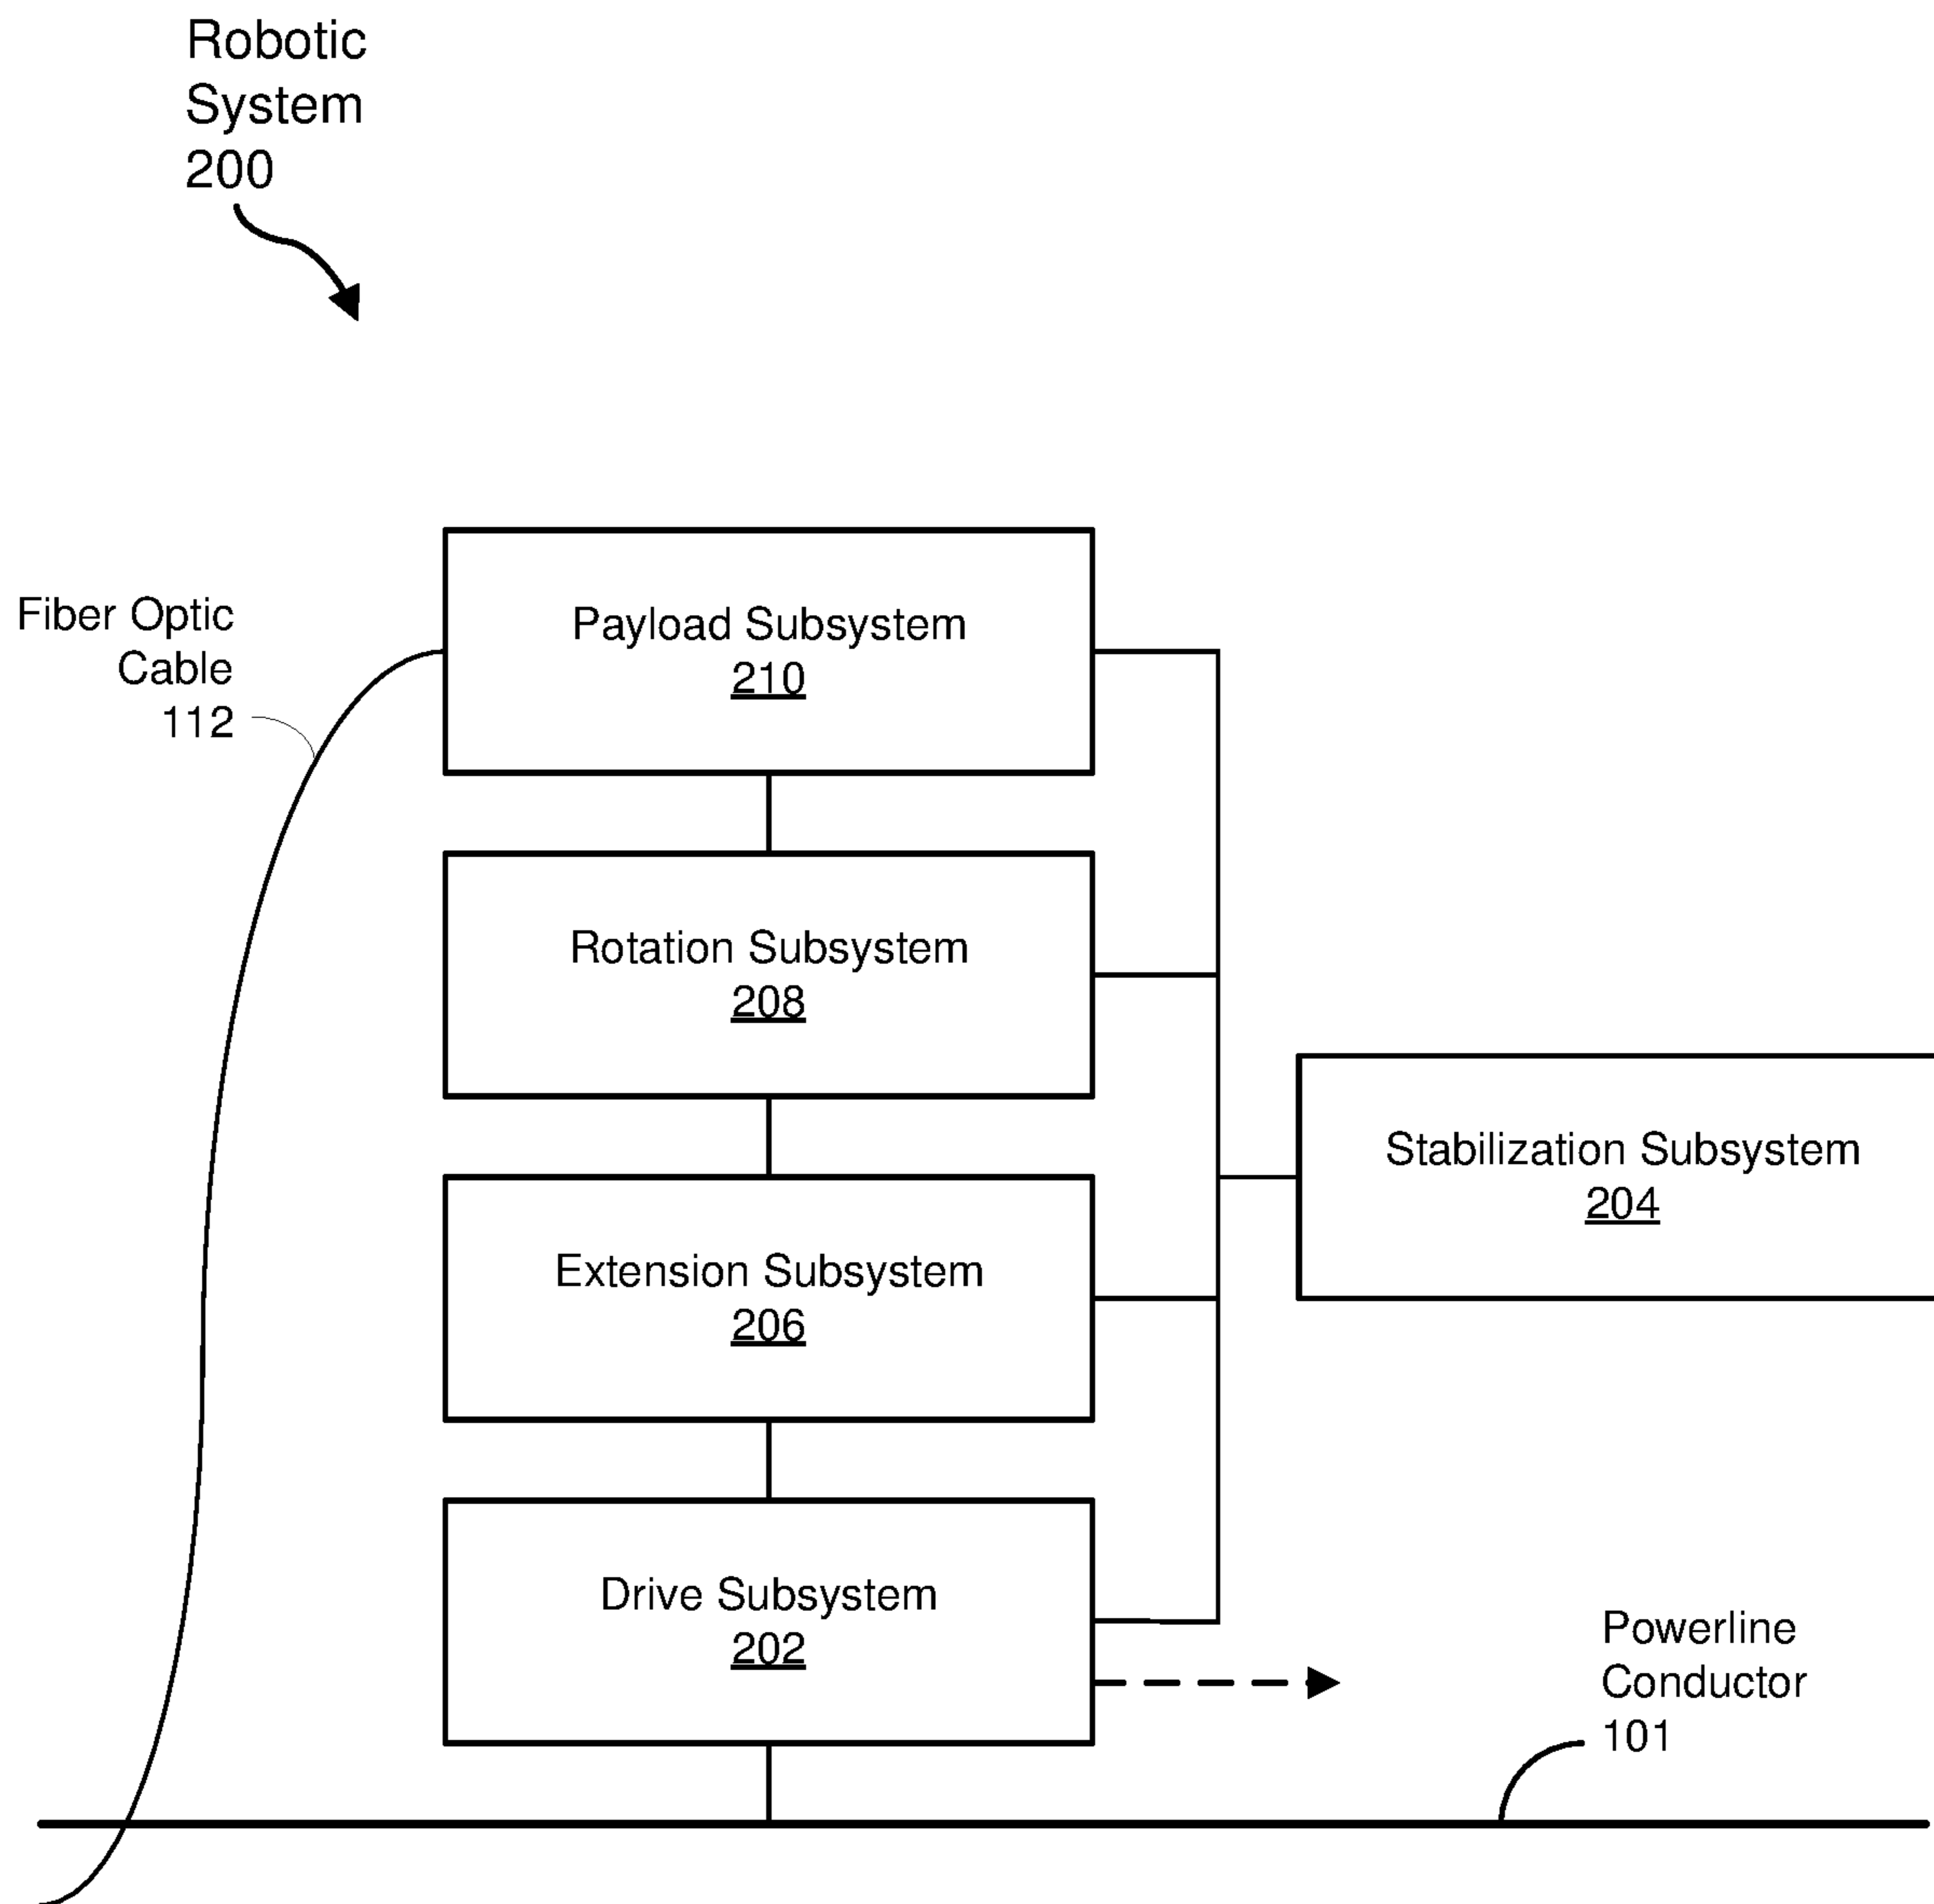 Robotic
System
200
Fiber Optic
Cable
112
Payload Subsystem
210
Rotation Subsystem
208
Stabilization Subsystem
204
Extension Subsystem
206
Drive Subsystem
202
Powerline
Conductor
101